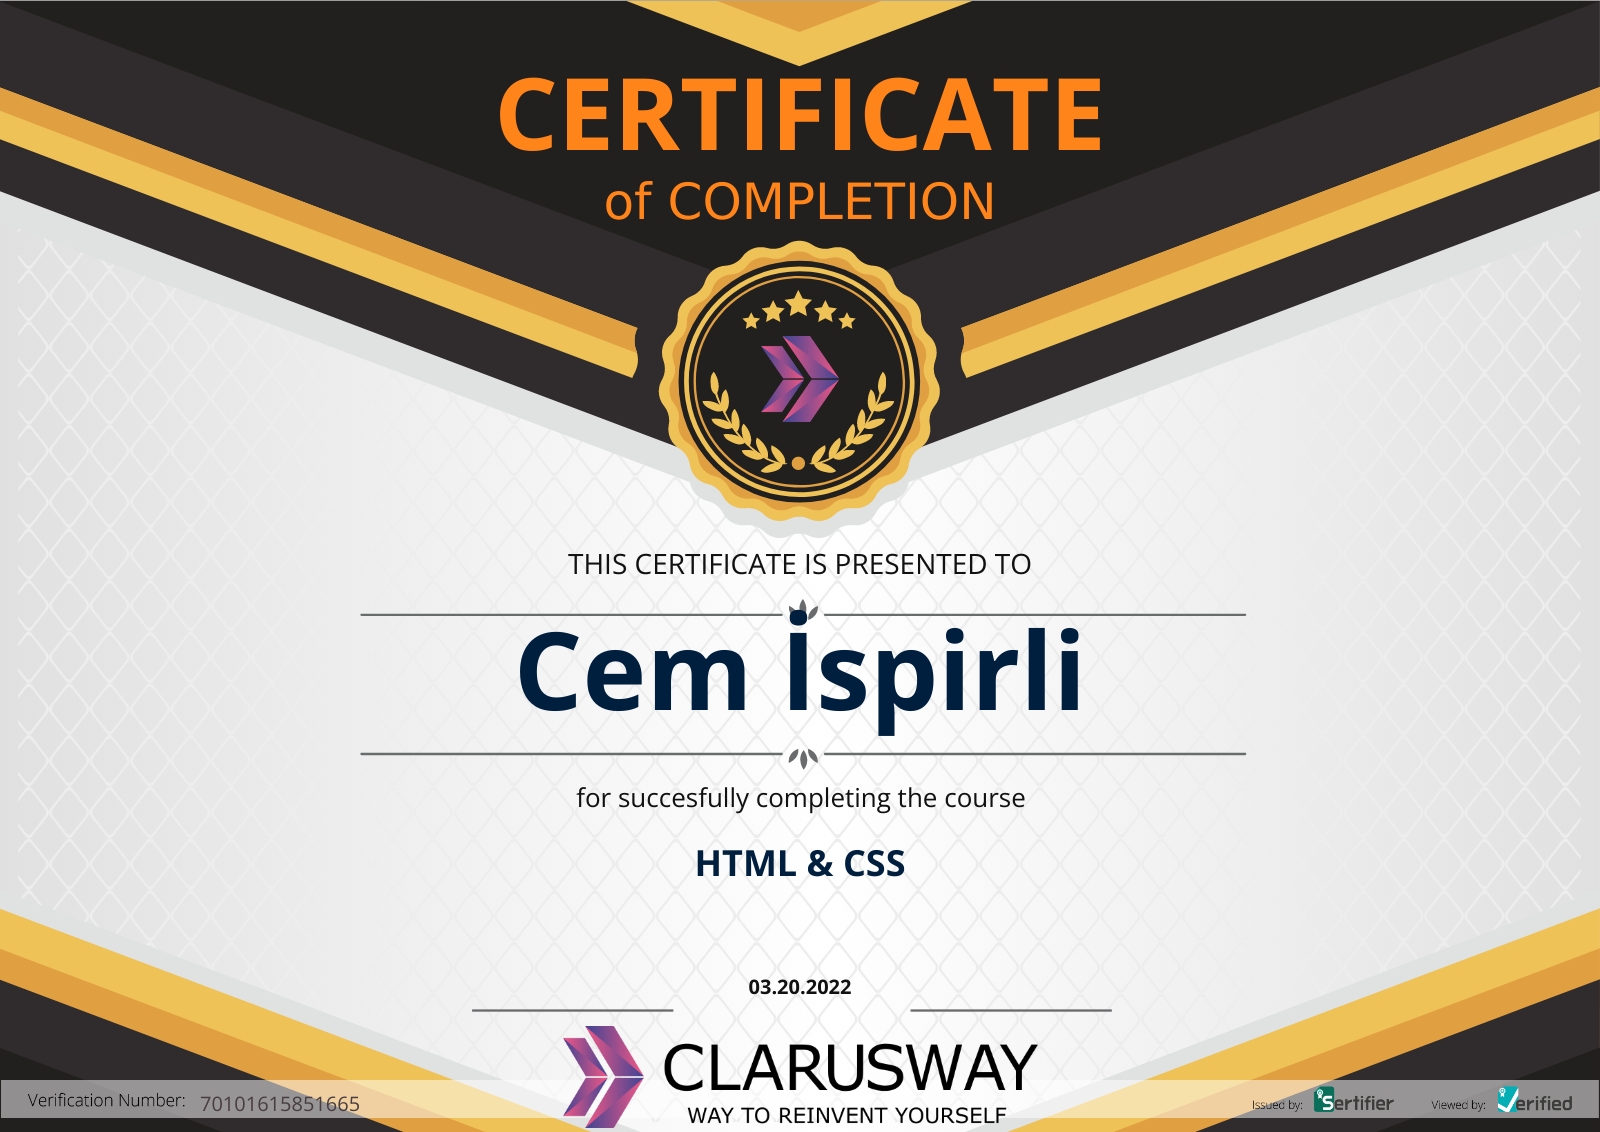 CERTIFICATE
of COMPLETION
THIS CERTIFICATE IS PRESENTED TO
Cem İspirli
for succesfully completing the course
HTML & CSS
03.20.2022
CLARUSWAY
WAY TO REINVENT YOURSELF
Verification Number: 70101615851665
Issued by: Sertifier
Viewed by: Verified